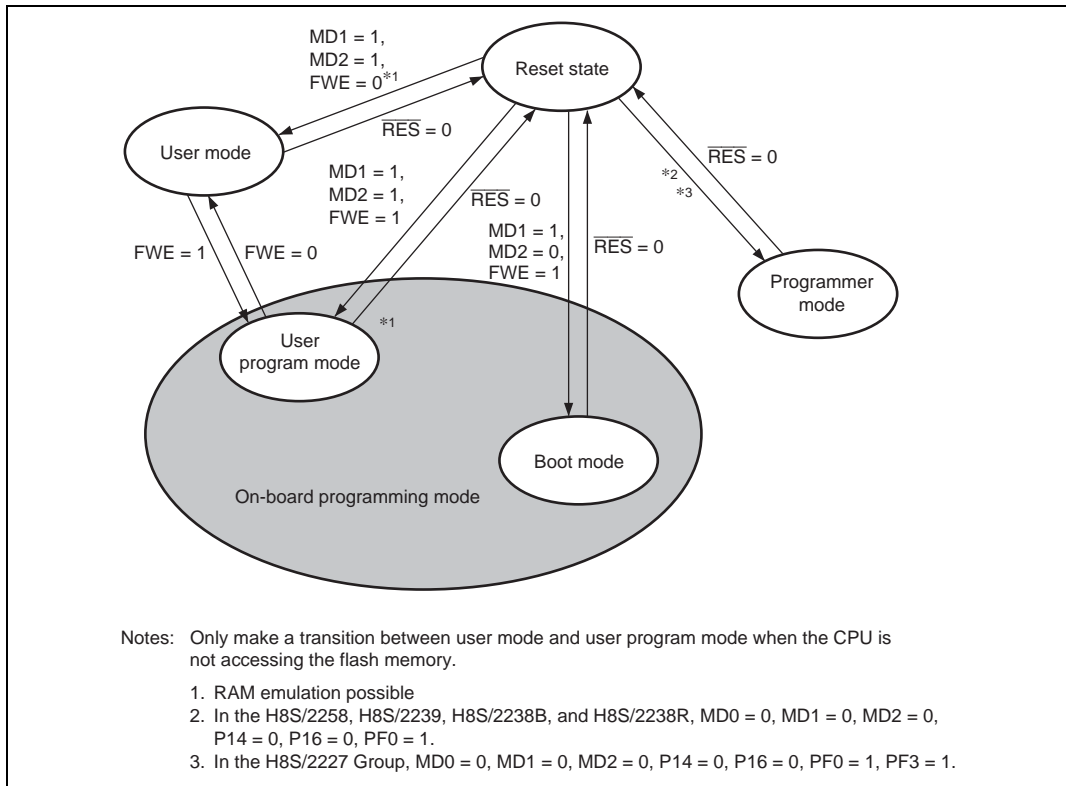 MD1 = 1,
MD2 = 1,
FWE = 0*1
Reset state
RES = 0
User mode
MD1 = 1,
MD2 = 1,
FWE = 1
RES = 0
*2
*3
RES = 0
MD1 = 1,
MD2 = 0,
FWE = 1
RES = 0
FWE = 1
FWE = 0
Programmer
mode
*1
User
program mode
Boot mode
On-board programming mode
Notes: Only make a transition between user mode and user program mode when the CPU is
not accessing the flash memory.
1. RAM emulation possible
2. In the H8S/2258, H8S/2239, H8S/2238B, and H8S/2238R, MD0 = 0, MD1 = 0, MD2 = 0,
P14 = 0, P16 = 0, PF0 = 1.
3. In the H8S/2227 Group, MD0 = 0, MD1 = 0, MD2 = 0, P14 = 0, P16 = 0, PF0 = 1, PF3 = 1.